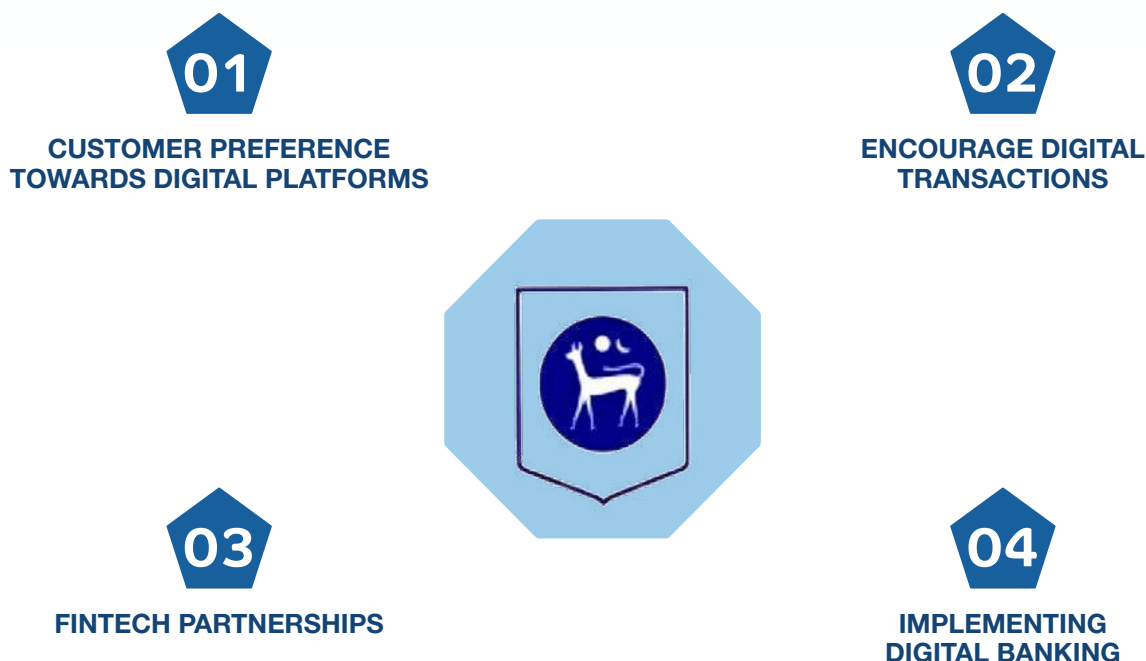 01
CUSTOMER PREFERENCE
TOWARDS DIGITAL PLATFORMS
02
ENCOURAGE DIGITAL
TRANSACTIONS
03
FINTECH PARTNERSHIPS
04
IMPLEMENTING
DIGITAL BANKING